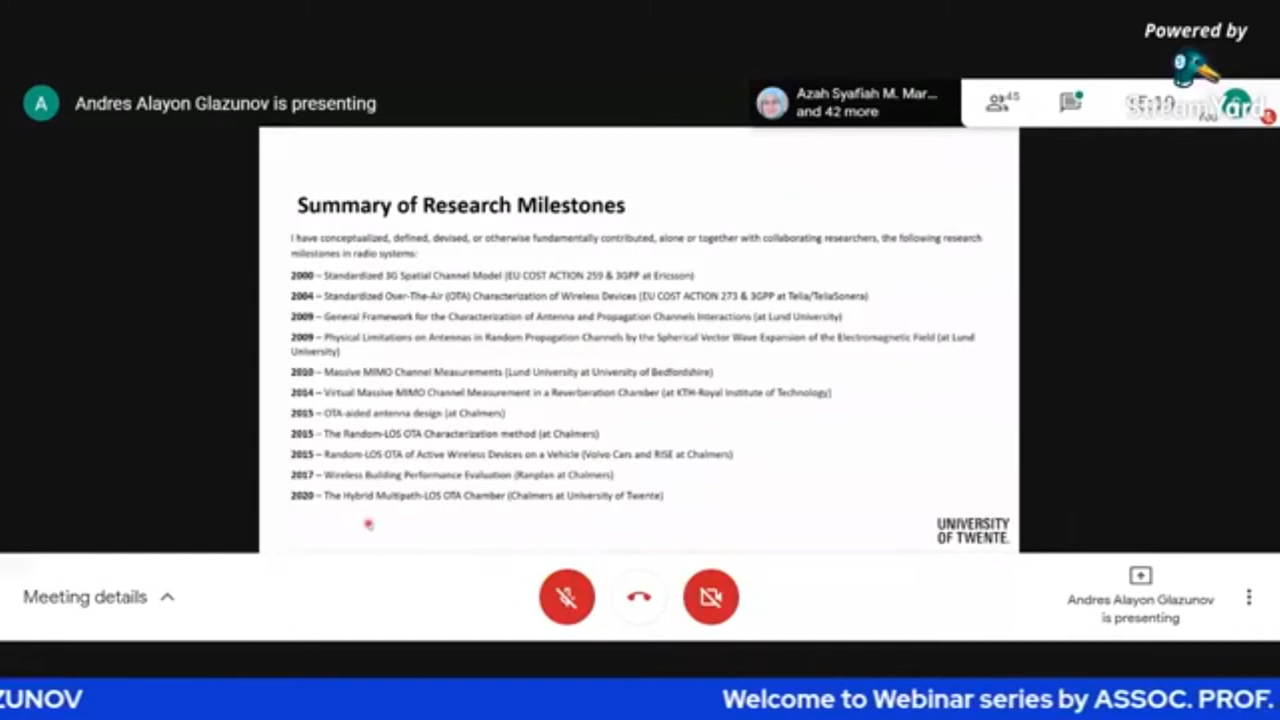 Powered by
StreamYard
A
Andres Alayon Glazunov is presenting
Azah Syafiah M. Mar...
and 42 more
45
Summary of Research Milestones
I have conceptualized, defined, devised, or otherwise fundamentally contributed, alone or together with collaborating researchers, the following research
milestones in radio systems:
2000 – Standardized 3G Spatial Channel Model (EU COST ACTION 259 & 3GPP at Ericsson)
2004 – Standardized Over-The-Air (OTA) Characterization of Wireless Devices (EU COST ACTION 273 & 3GPP at Telia/TeliaSonera)
2009 – General Framework for the Characterization of Antenna and Propagation Channels Interactions (at Lund University)
2009 – Physical Limitations on Antennas in Random Propagation Channels by the Spherical Vector Wave Expansion of the Electromagnetic Field (at Lund
University)
2010 – Massive MIMO Channel Measurements (Lund University at University of Bedfordshire)
2014 – Virtual Massive MIMO Channel Measurement in a Reverberation Chamber (at KTH-Royal Institute of Technology)
2015 – OTA-aided antenna design (at Chalmers)
2015 – The Random-LOS OTA Characterization method (at Chalmers)
2015 – Random-LOS OTA of Active Wireless Devices on a Vehicle (Volvo Cars and RISE at Chalmers)
2017 – Wireless Building Performance Evaluation (Ranplan at Chalmers)
2020 – The Hybrid Multipath-LOS OTA Chamber (Chalmers at University of Twente)
UNIVERSITY
OF TWENTE.
Meeting details
Andres Alayon Glazunov
is presenting
ZUNOV
Welcome to Webinar series by ASSOC. PROF.